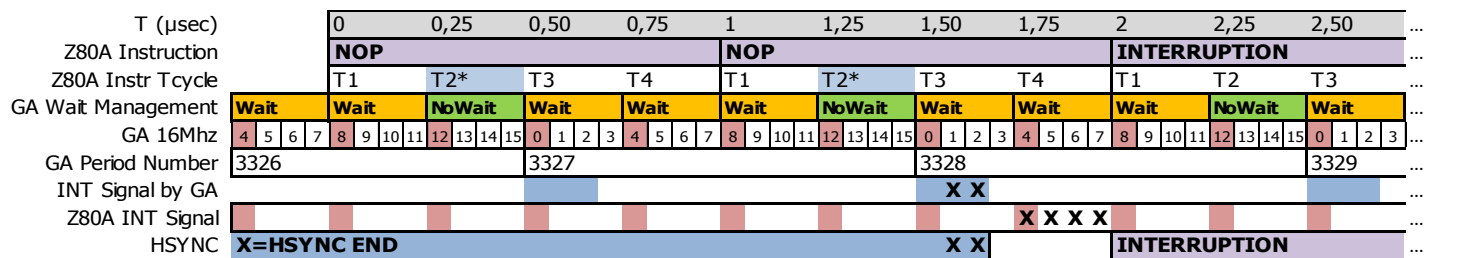 T (µsec) 0 0,25 0,50 0,75 1 1,25 1,50 1,75 2 2,25 2,50 ...
Z80A Instruction NOP NOP INTERRUPTION ...
Z80A Instr Tcycle T1 T2* T3 T4 T1 T2* T3 T4 T1 T2 T3 ...
GA Wait Management Wait Wait NoWait Wait Wait Wait NoWait Wait Wait Wait NoWait Wait ...
GA 16Mhz 4 5 6 7 8 9 10 11 12 13 14 15 0 1 2 3 4 5 6 7 8 9 10 11 12 13 14 15 0 1 2 3 4 5 6 7 8 9 10 11 12 13 14 15 0 1 2 3 ...
GA Period Number 3326 3327 3328 3329 ...
INT Signal by GA X X ...
Z80A INT Signal X X X X ...
HSYNC X=HSYNC END X X INTERRUPTION ...